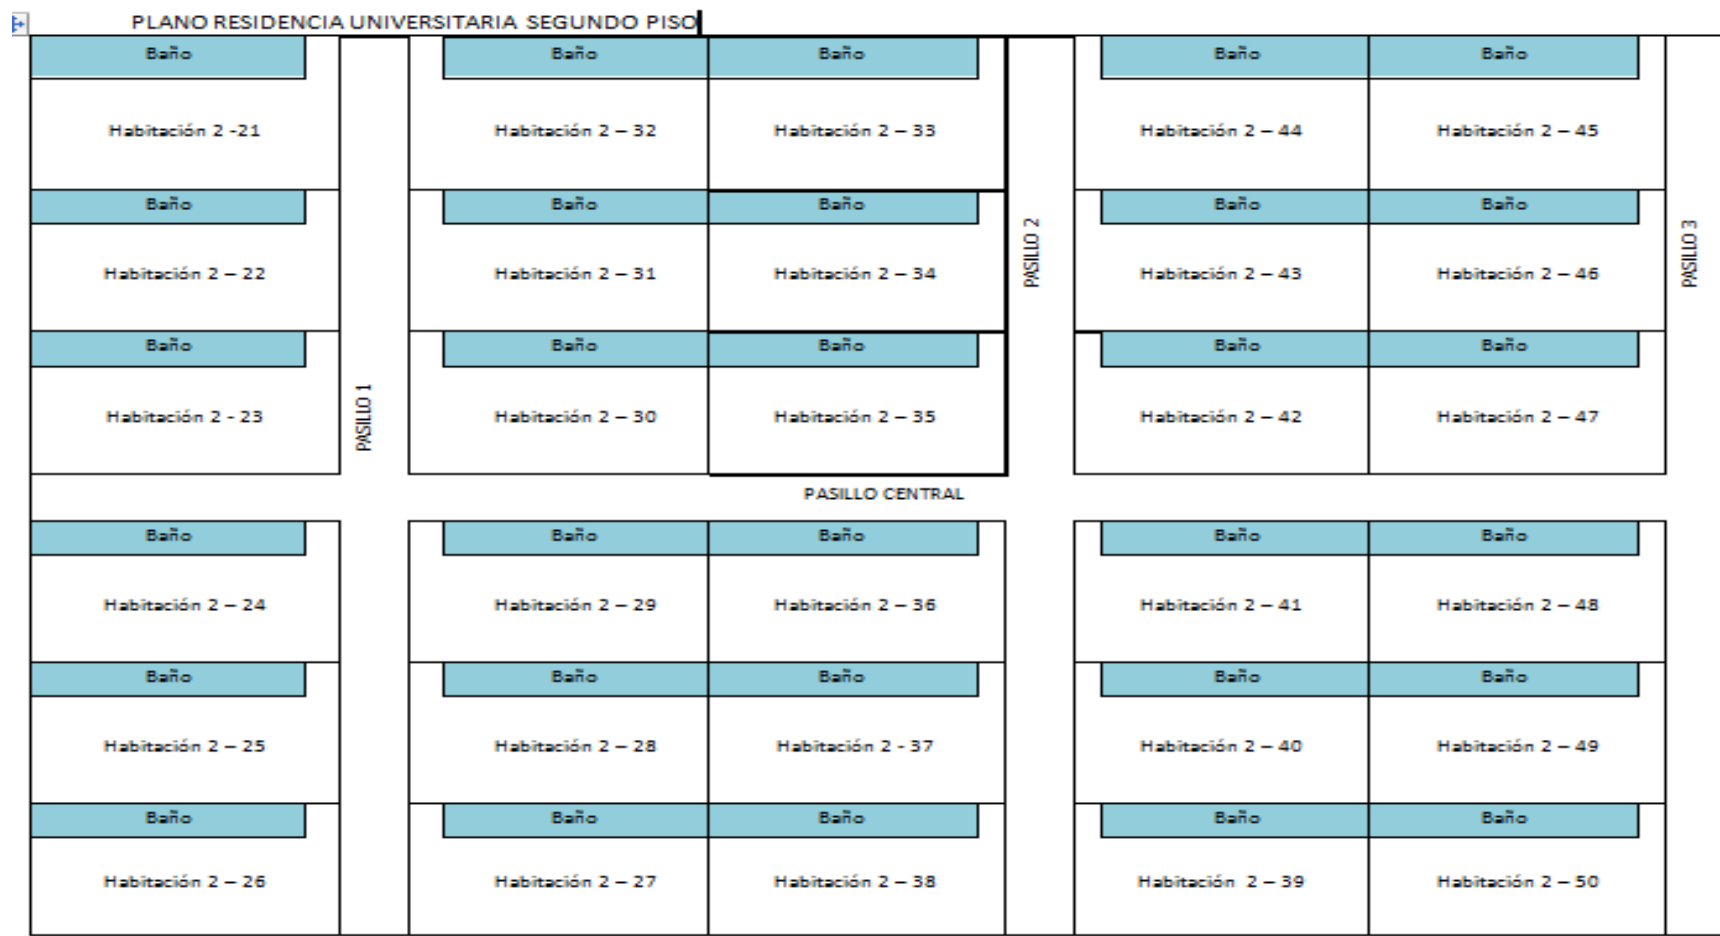 PLANO RESIDENCIA UNIVERSITARIA SEGUNDO PISO
Baño Baño Baño Baño Baño
Habitación 2 -21 Habitación 2 – 32 Habitación 2 – 33 Habitación 2 – 44 Habitación 2 – 45
Baño Baño Baño Baño Baño
PASILLO 2
PASILLO 3
Habitación 2 – 22 Habitación 2 – 31 Habitación 2 – 34 Habitación 2 – 43 Habitación 2 – 46
Baño Baño Baño Baño Baño
PASILLO 1
Habitación 2 - 23 Habitación 2 – 30 Habitación 2 – 35 Habitación 2 – 42 Habitación 2 – 47
PASILLO CENTRAL
Baño Baño Baño Baño Baño
Habitación 2 – 24 Habitación 2 – 29 Habitación 2 – 36 Habitación 2 – 41 Habitación 2 – 48
Baño Baño Baño Baño Baño
Habitación 2 – 25 Habitación 2 – 28 Habitación 2 - 37 Habitación 2 – 40 Habitación 2 – 49
Baño Baño Baño Baño Baño
Habitación 2 – 26 Habitación 2 – 27 Habitación 2 – 38 Habitación 2 – 39 Habitación 2 – 50